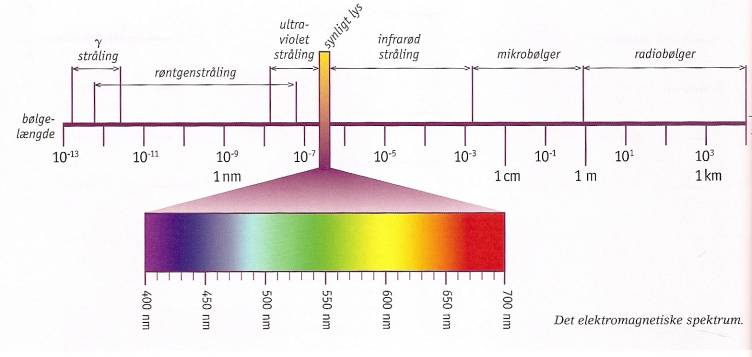 γ
stråling
røntgenstråling
ultra-
violet
stråling
synligt lys
infrarød
stråling
mikrobølger
radiobølger
bølge-
længde
10-13 10-11 10-9 10-7 10-5 10-3 10-1 10¹ 10³
1 nm 1 cm 1 m 1 km
400 nm 450 nm 500 nm 550 nm 600 nm 650 nm 700 nm
Det elektromagnetiske spektrum.